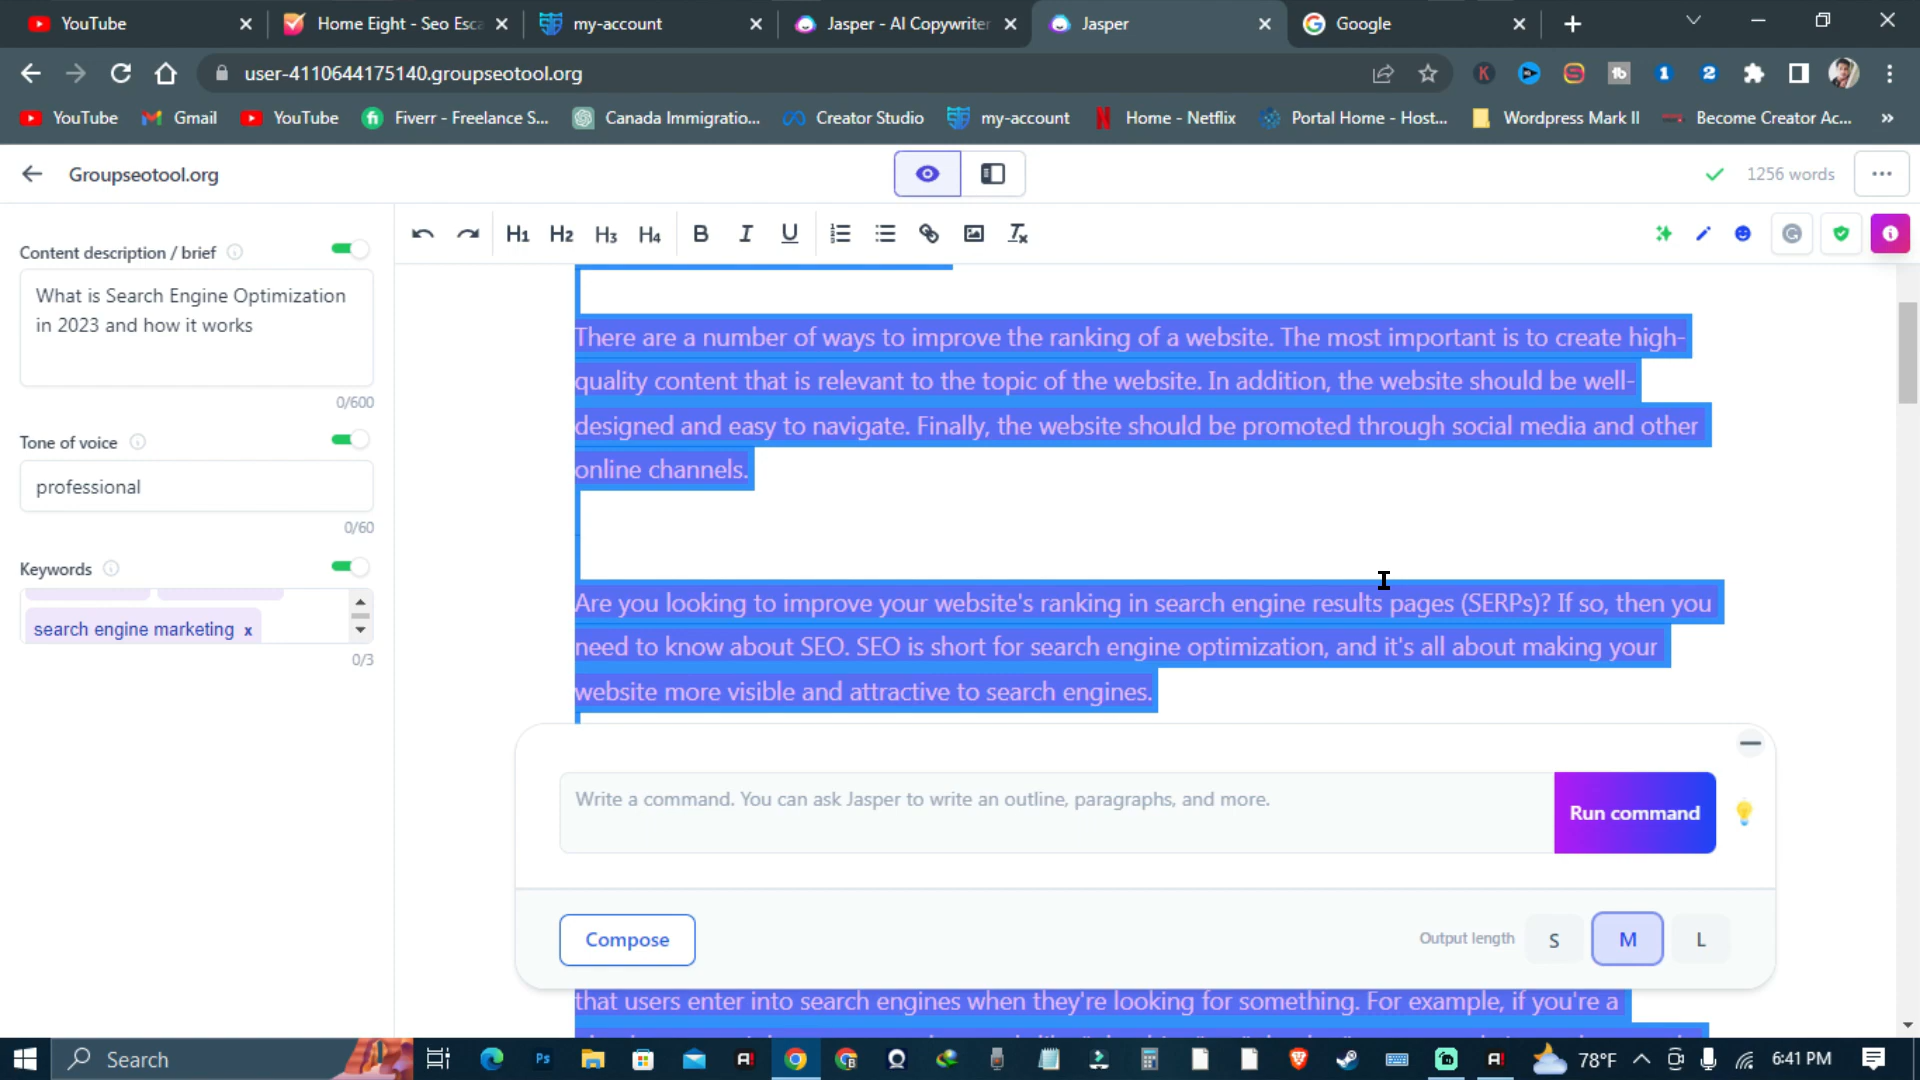 YouTube
Home Eight - Seo Esca
my-account
Jasper - AI Copywriter
Jasper
Google
user-4110644175140.groupseotool.org
YouTube
Gmail
YouTube
Fiverr - Freelance S...
Canada Immigratio...
Creator Studio
my-account
Home - Netflix
Portal Home - Host...
Wordpress Mark II
Become Creator Ac...
Groupseotool.org
1256 words
H1 H2 H3 H4 B I U
Content description / brief
What is Search Engine Optimization
in 2023 and how it works
0/600
Tone of voice
professional
0/60
Keywords
search engine marketing x
0/3
There are a number of ways to improve the ranking of a website. The most important is to create high-
quality content that is relevant to the topic of the website. In addition, the website should be well-
designed and easy to navigate. Finally, the website should be promoted through social media and other
online channels.
Are you looking to improve your website's ranking in search engine results pages (SERPs)? If so, then you
need to know about SEO. SEO is short for search engine optimization, and it's all about making your
website more visible and attractive to search engines.
Write a command. You can ask Jasper to write an outline, paragraphs, and more.
Run command
Compose
Output length
S
M
L
that users enter into search engines when they're looking for something. For example, if you're a
Search
78°F
6:41 PM